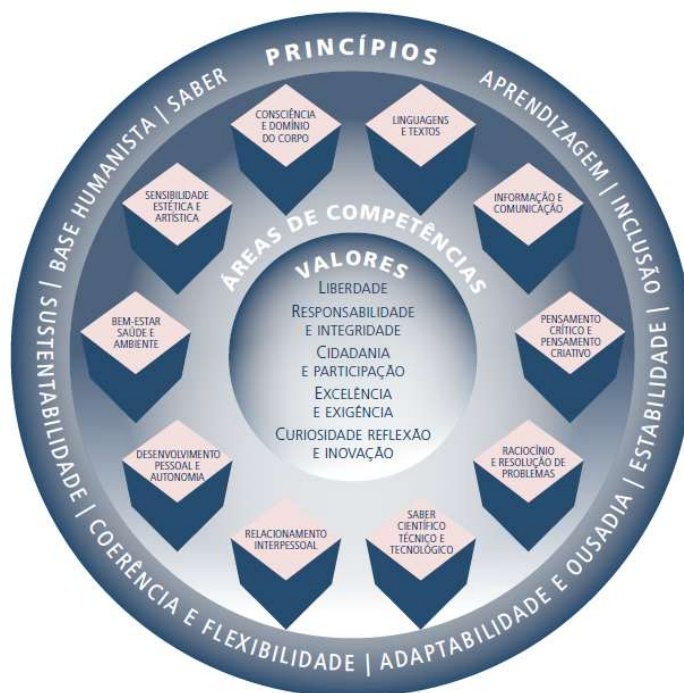 PRINCÍPIOS
APRENDIZAGEM | INCLUSÃO | ESTABILIDADE | ADAPTABILIDADE E OUSADIA | COERÊNCIA E FLEXIBILIDADE | SUSTENTABILIDADE | BASE HUMANISTA | SABER
CONSCIÊNCIA
E DOMÍNIO
DO CORPO
LINGUAGENS
E TEXTOS
SENSIBILIDADE
ESTÉTICA E
ARTÍSTICA
INFORMAÇÃO E
COMUNICAÇÃO
ÁREAS DE COMPETÊNCIAS
VALORES
LIBERDADE
RESPONSABILIDADE
E INTEGRIDADE
CIDADANIA
E PARTICIPAÇÃO
EXCELÊNCIA
E EXIGÊNCIA
CURIOSIDADE REFLEXÃO
E INOVAÇÃO
BEM-ESTAR
SAÚDE E
AMBIENTE
PENSAMENTO
CRÍTICO E
PENSAMENTO
CRIATIVO
DESENVOLVIMENTO
PESSOAL E
AUTONOMIA
RACIOCÍNIO
E RESOLUÇÃO DE
PROBLEMAS
RELACIONAMENTO
INTERPESSOAL
SABER
CIENTÍFICO
TÉCNICO E
TECNOLÓGICO